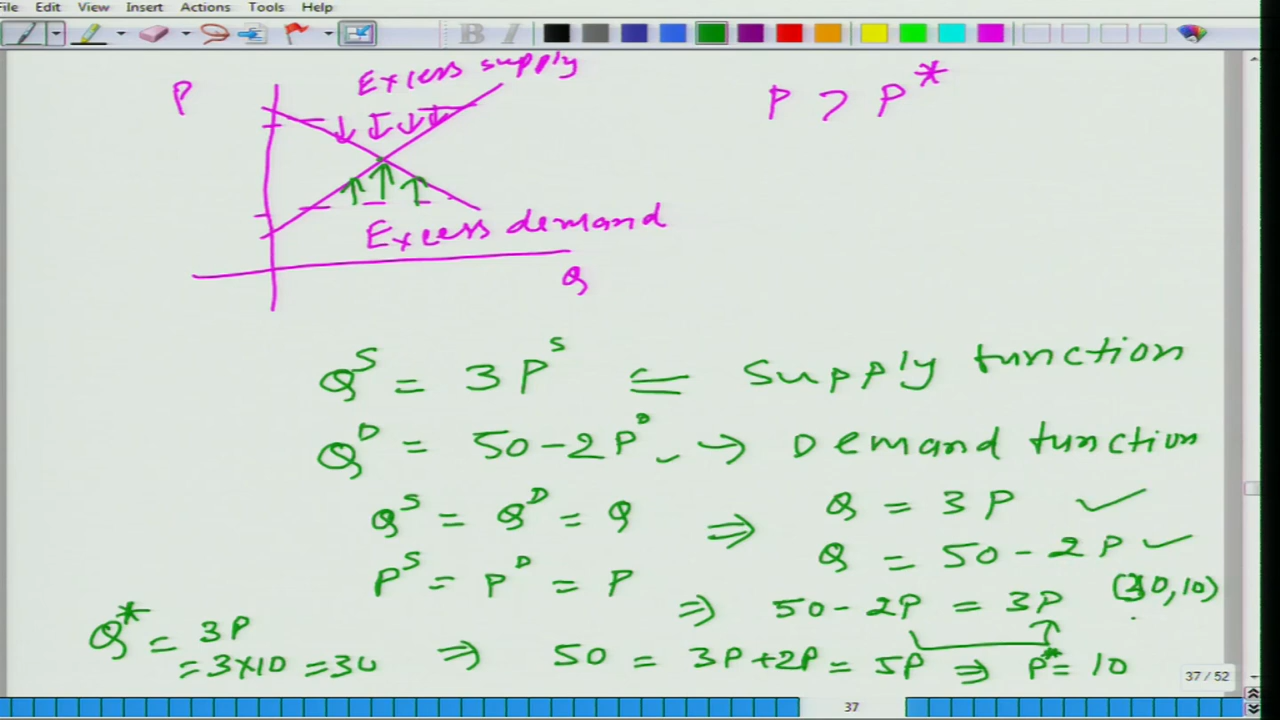 File Edit View Insert Actions Tools Help
B I
Excess supply
P
P > P*
Excess demand
Q
Q^S = 3P^S ⇐ Supply function
Q^D = 50-2P^D → Demand function
Q^S = Q^D = Q ⇒ Q = 3P ✓
Q = 50-2P ✓
P^S = P^D = P
⇒ 50-2P = 3P (30,10)
Q* = 3P
= 3×10 = 30 ⇒ 50 = 3P+2P = 5P ⇒ P* = 10
37 / 52
37